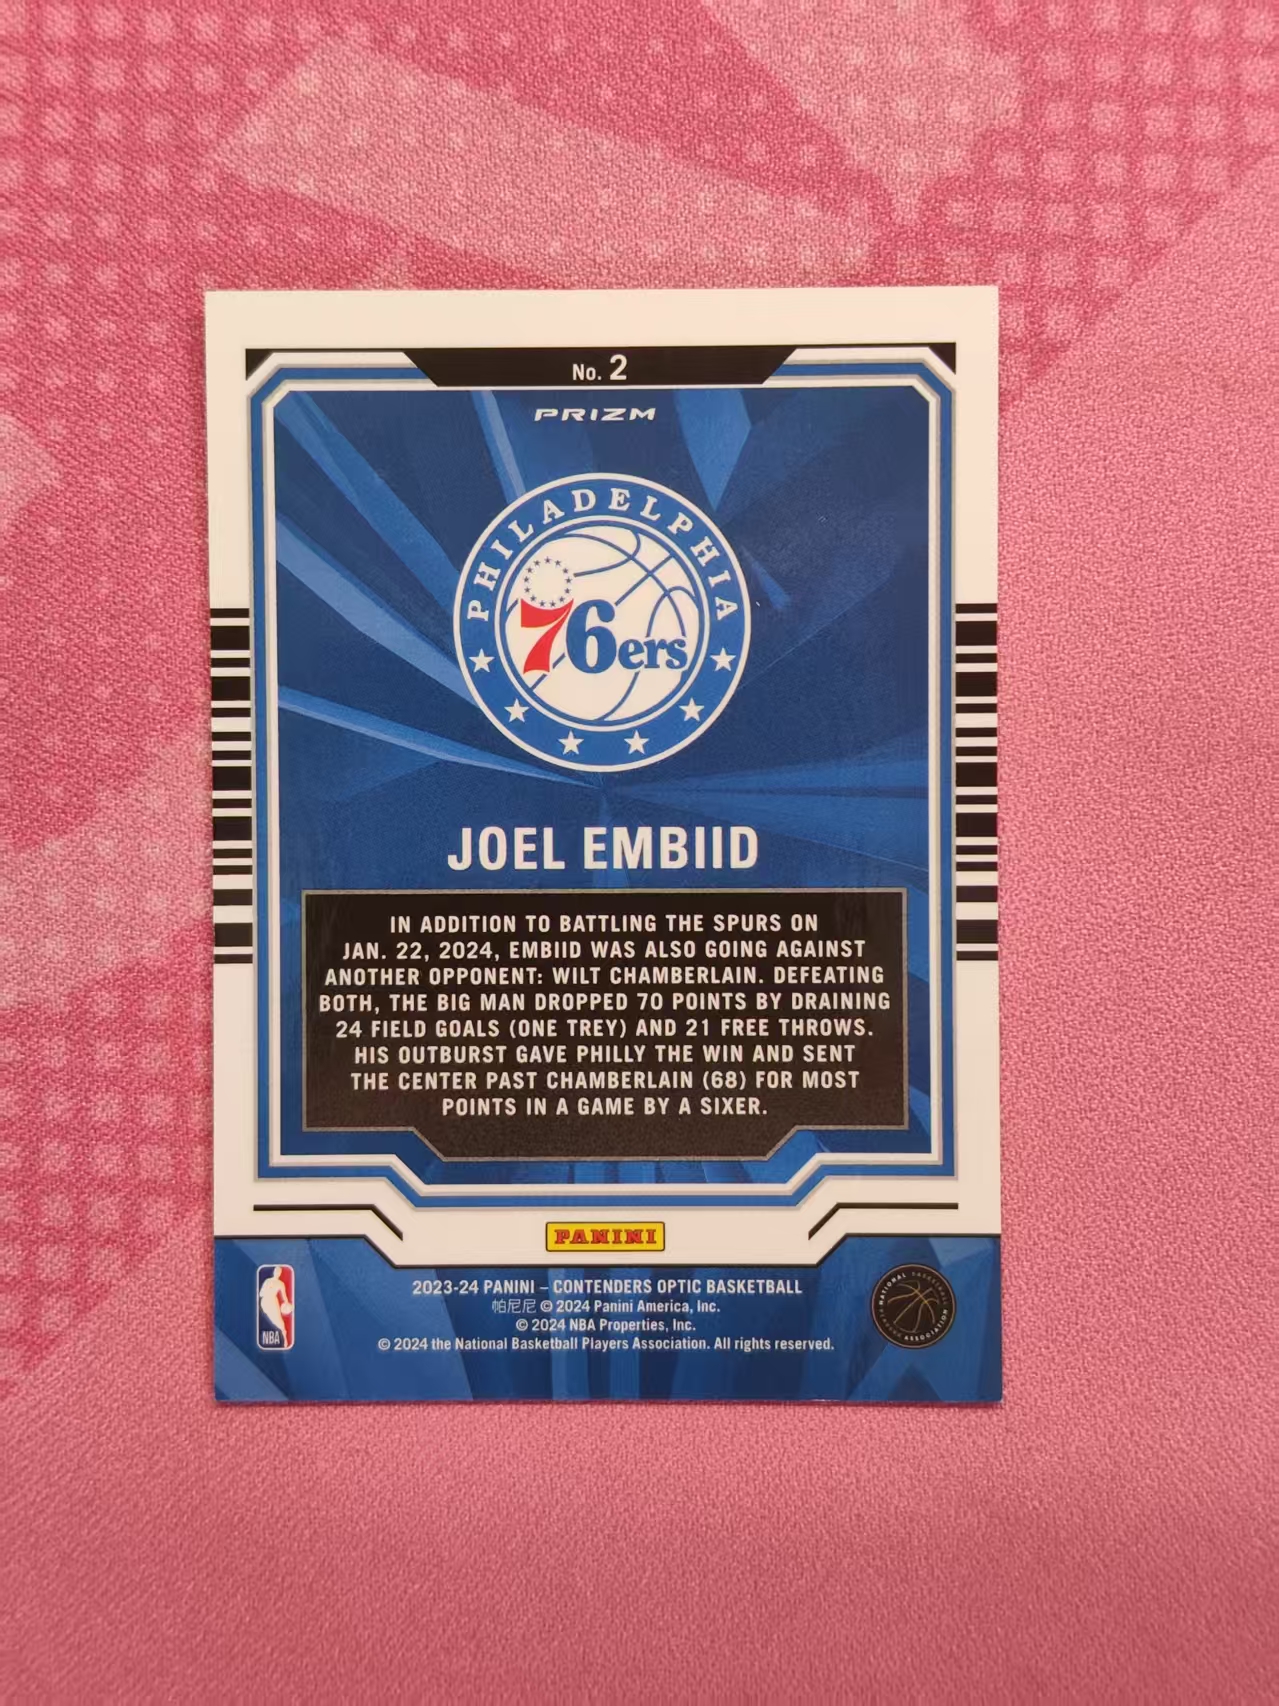 No. 2
PRIZM
PHILADELPHIA
76ers
JOEL EMBIID
IN ADDITION TO BATTLING THE SPURS ON
JAN. 22, 2024, EMBIID WAS ALSO GOING AGAINST
ANOTHER OPPONENT: WILT CHAMBERLAIN. DEFEATING
BOTH, THE BIG MAN DROPPED 70 POINTS BY DRAINING
24 FIELD GOALS (ONE TREY) AND 21 FREE THROWS.
HIS OUTBURST GAVE PHILLY THE WIN AND SENT
THE CENTER PAST CHAMBERLAIN (68) FOR MOST
POINTS IN A GAME BY A SIXER.
PANINI
2023-24 PANINI – CONTENDERS OPTIC BASKETBALL
帕尼尼 © 2024 Panini America, Inc.
© 2024 NBA Properties, Inc.
© 2024 the National Basketball Players Association. All rights reserved.
NBA
NATIONAL BASKETBALL PLAYERS ASSOCIATION